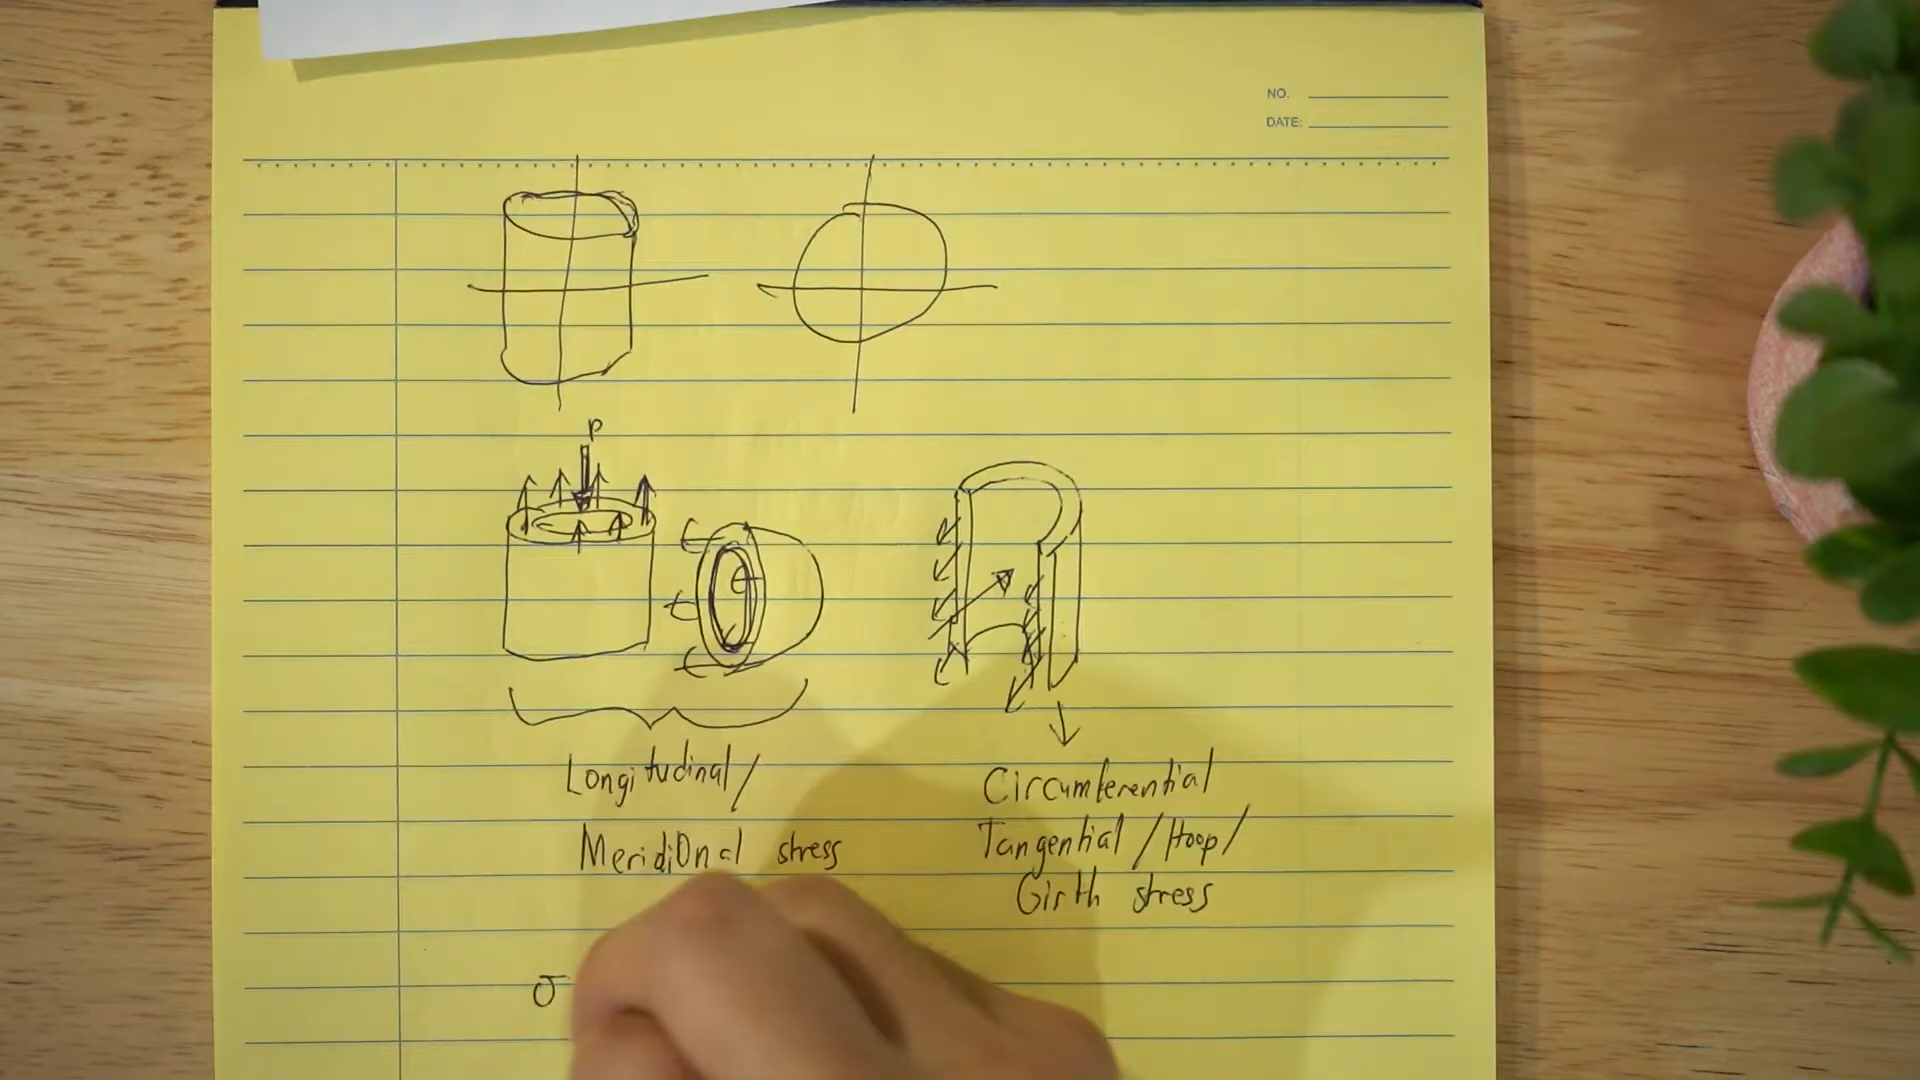 NO.
DATE:
P
Longitudinal/
Meridional stress
Circumferential
Tangential / Hoop/
Girth stress
σ